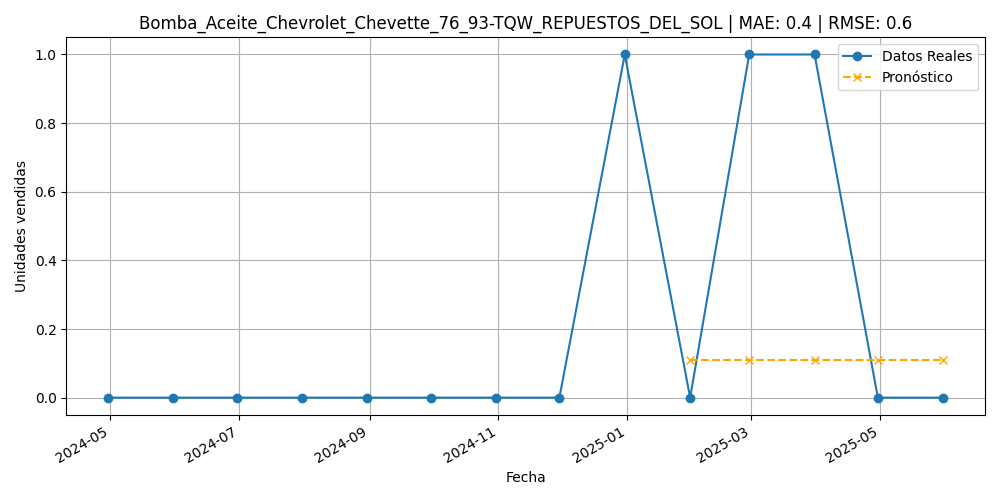 Bomba_Aceite_Chevrolet_Chevette_76_93-TQW_REPUESTOS_DEL_SOL | MAE: 0.4 | RMSE: 0.6
Datos Reales
Pronóstico
Unidades vendidas
1.0
0.8
0.6
0.4
0.2
0.0
2024-05
2024-07
2024-09
2024-11
2025-01
2025-03
2025-05
Fecha